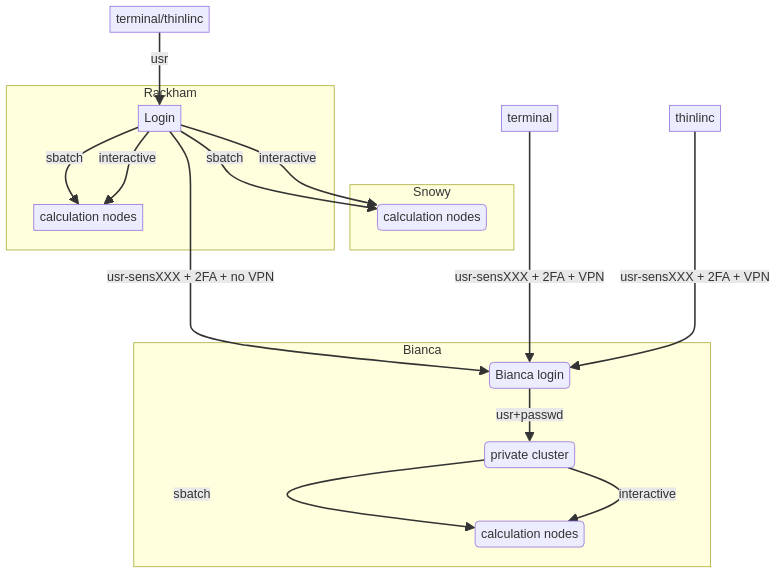 terminal/thinlinc
usr
Rackham
Login
terminal
thinlinc
sbatch
interactive
sbatch
interactive
Snowy
calculation nodes
calculation nodes
usr-sensXXX + 2FA + no VPN
usr-sensXXX + 2FA + VPN
usr-sensXXX + 2FA + VPN
Bianca
Bianca login
usr+passwd
private cluster
sbatch
interactive
calculation nodes